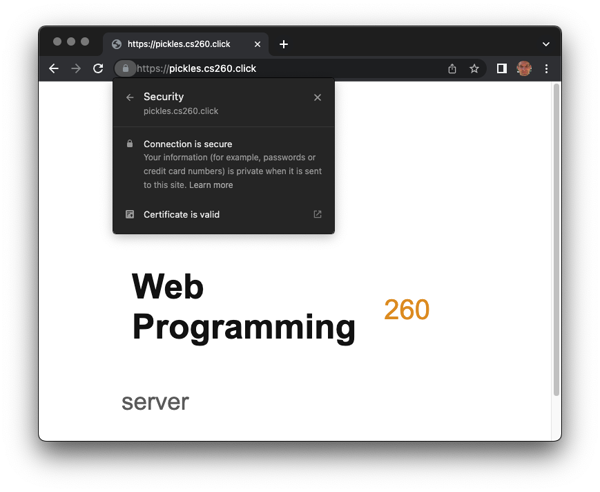 https://pickles.cs260.click
https://pickles.cs260.click
Security
pickles.cs260.click
Connection is secure
Your information (for example, passwords or
credit card numbers) is private when it is sent
to this site. Learn more
Certificate is valid
Web
Programming
260
server